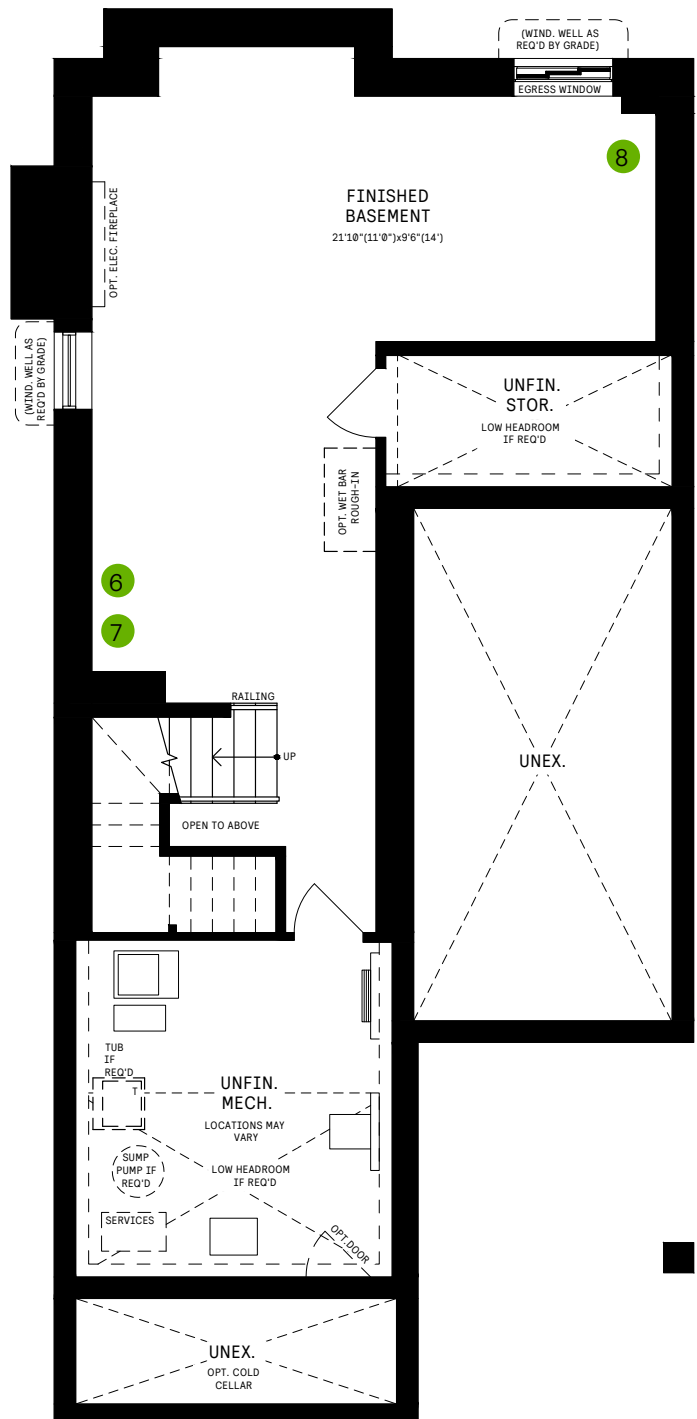 (WIND. WELL AS
REQ'D BY GRADE)
EGRESS WINDOW
8
FINISHED
BASEMENT
21'10"(11'0")x9'6"(14')
OPT. ELEC. FIREPLACE
(WIND. WELL AS
REQ'D BY GRADE)
UNFIN.
STOR.
LOW HEADROOM
IF REQ'D
OPT. WET BAR
ROUGH-IN
6
7
RAILING
UP
UNEX.
OPEN TO ABOVE
TUB
IF
REQ'D
T
UNFIN.
MECH.
LOCATIONS MAY
VARY
SUMP
PUMP IF
REQ'D
LOW HEADROOM
IF REQ'D
SERVICES
OPT.DOOR
UNEX.
OPT. COLD
CELLAR